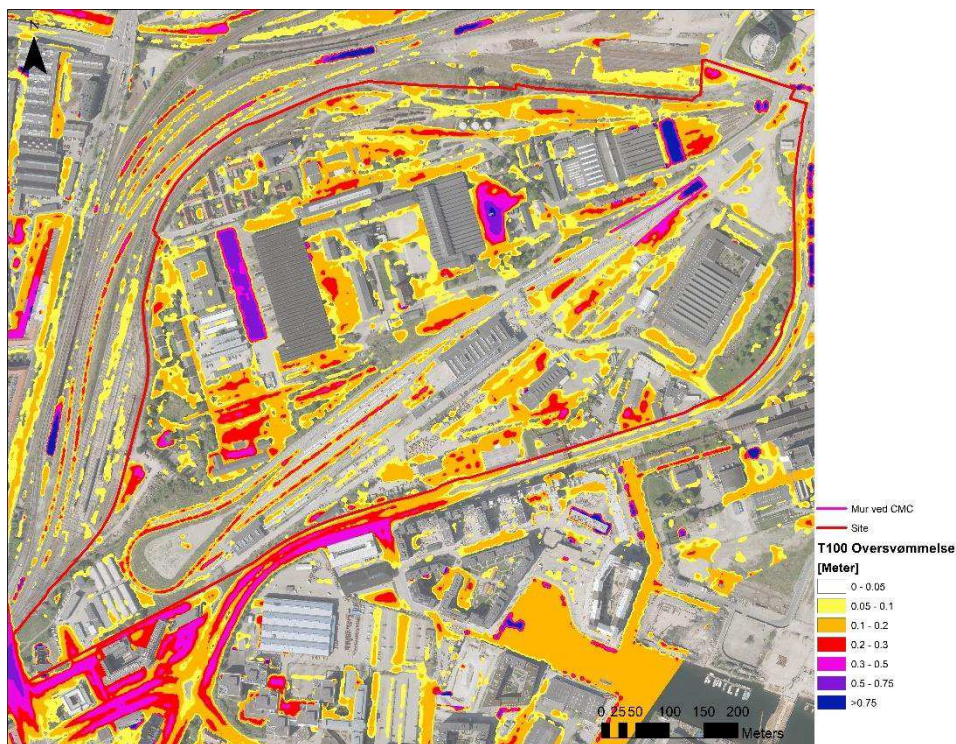 N
Mur ved CMC
Site
T100 Oversvømmelse
[Meter]
0 - 0.05
0.05 - 0.1
0.1 - 0.2
0.2 - 0.3
0.3 - 0.5
0.5 - 0.75
>0.75
0 25 50 100 150 200
Meters